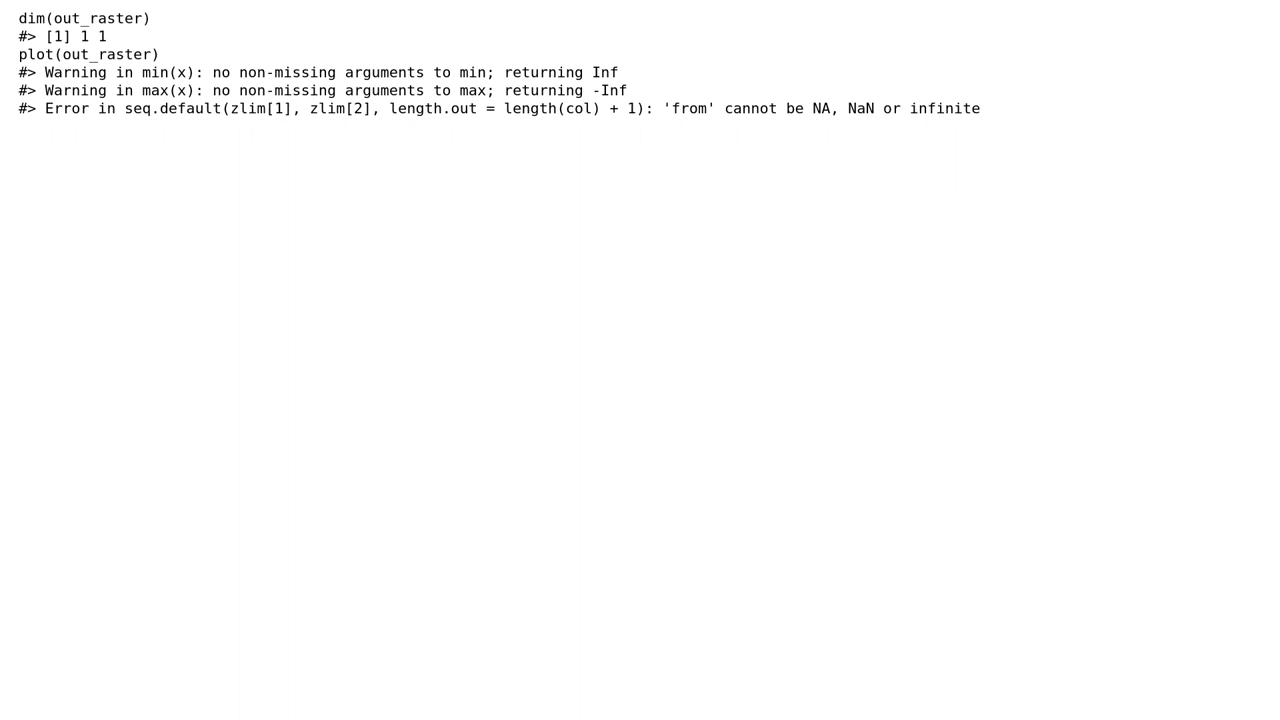 dim(out_raster)
#> [1] 1 1
plot(out_raster)
#> Warning in min(x): no non-missing arguments to min; returning Inf
#> Warning in max(x): no non-missing arguments to max; returning -Inf
#> Error in seq.default(zlim[1], zlim[2], length.out = length(col) + 1): 'from' cannot be NA, NaN or infinite